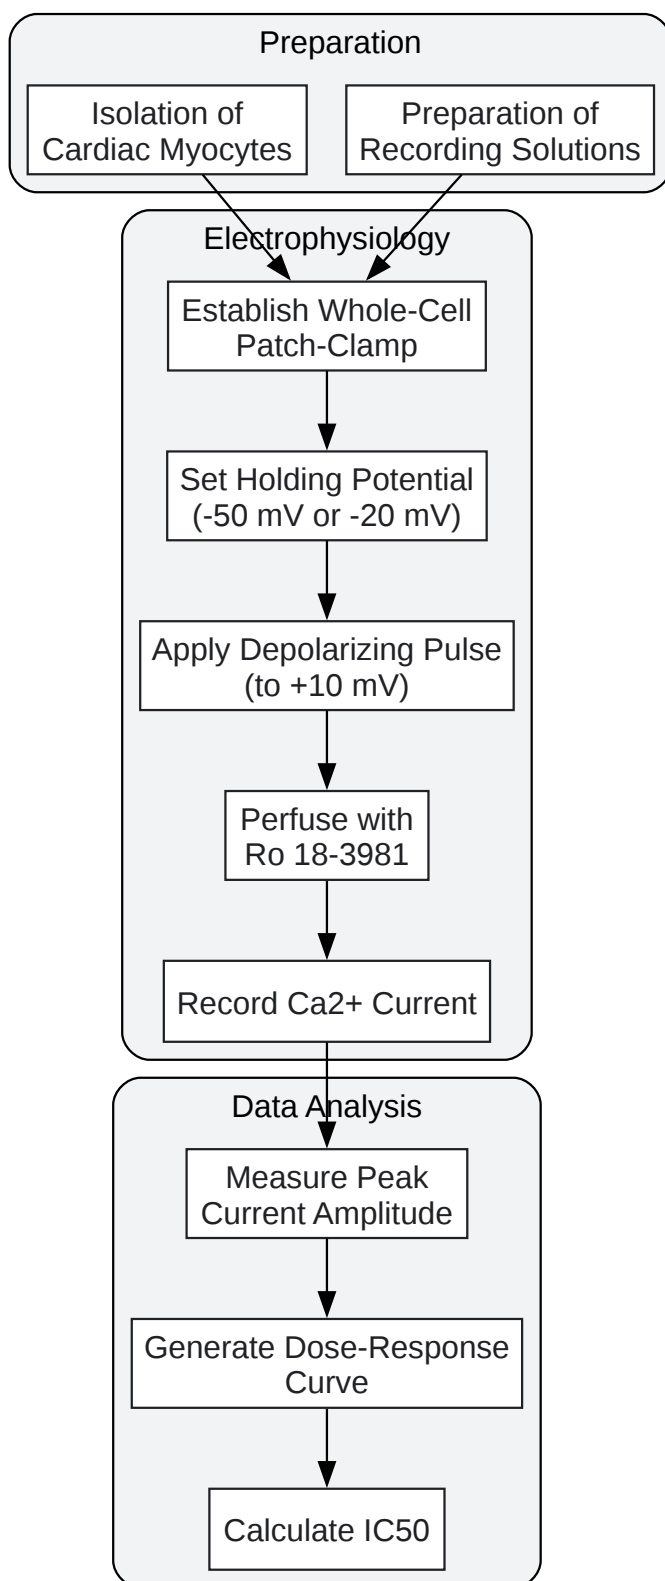 Preparation
Isolation of
Cardiac Myocytes
Preparation of
Recording Solutions
Electrophysiology
Establish Whole-Cell
Patch-Clamp
Set Holding Potential
(-50 mV or -20 mV)
Apply Depolarizing Pulse
(to +10 mV)
Perfuse with
Ro 18-3981
Record Ca2+ Current
Data Analysis
Measure Peak
Current Amplitude
Generate Dose-Response
Curve
Calculate IC50